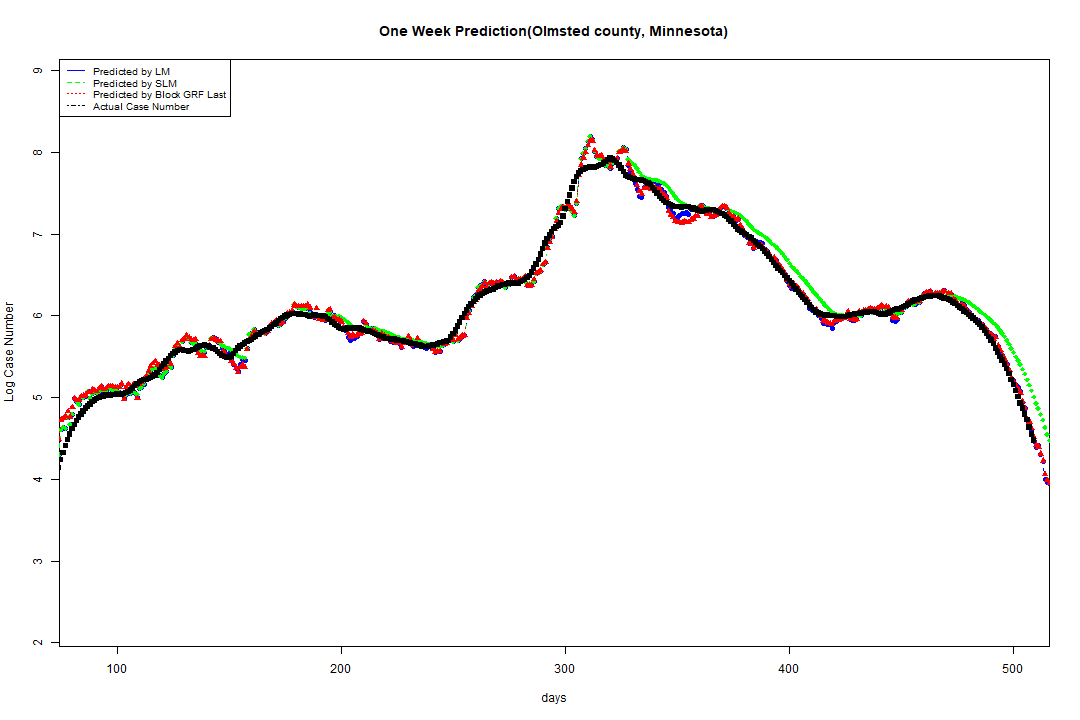 One Week Prediction(Olmsted county, Minnesota)
Predicted by LM
Predicted by SLM
Predicted by Block GRF Last
Actual Case Number
9
8
7
6
5
4
3
2
Log Case Number
100 200 300 400 500
days